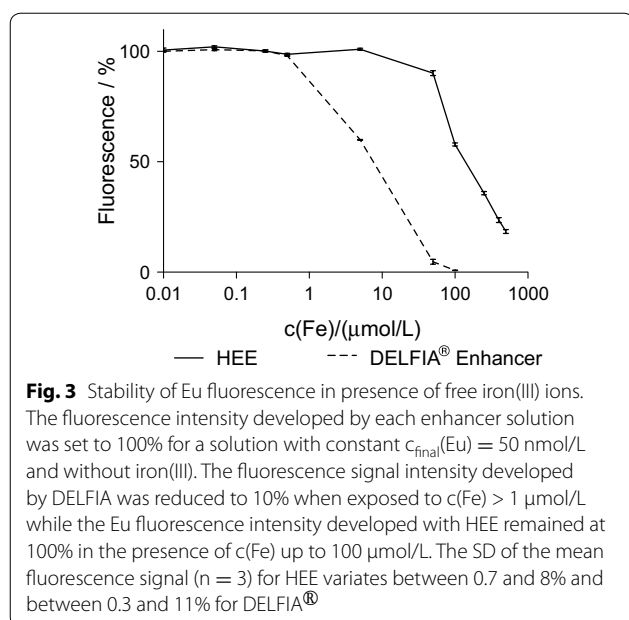 100
50
0
Fluorescence / %
0.01 0.1 1 10 100 1000
c(Fe)/(μmol/L)
HEE DELFIA® Enhancer
Fig. 3 Stability of Eu fluorescence in presence of free iron(III) ions.
The fluorescence intensity developed by each enhancer solution
was set to 100% for a solution with constant cfinal(Eu) = 50 nmol/L
and without iron(III). The fluorescence signal intensity developed
by DELFIA was reduced to 10% when exposed to c(Fe) > 1 μmol/L
while the Eu fluorescence intensity developed with HEE remained at
100% in the presence of c(Fe) up to 100 μmol/L. The SD of the mean
fluorescence signal (n = 3) for HEE variates between 0.7 and 8% and
between 0.3 and 11% for DELFIA®